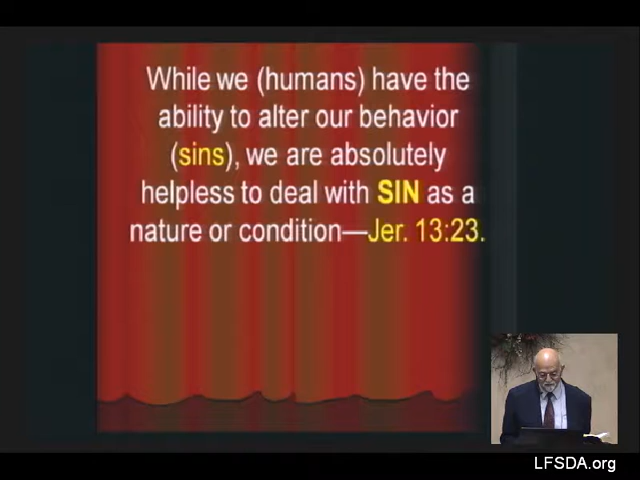 While we (humans) have the
ability to alter our behavior
(sins), we are absolutely
helpless to deal with SIN as a
nature or condition—Jer. 13:23.
LFSDA.org